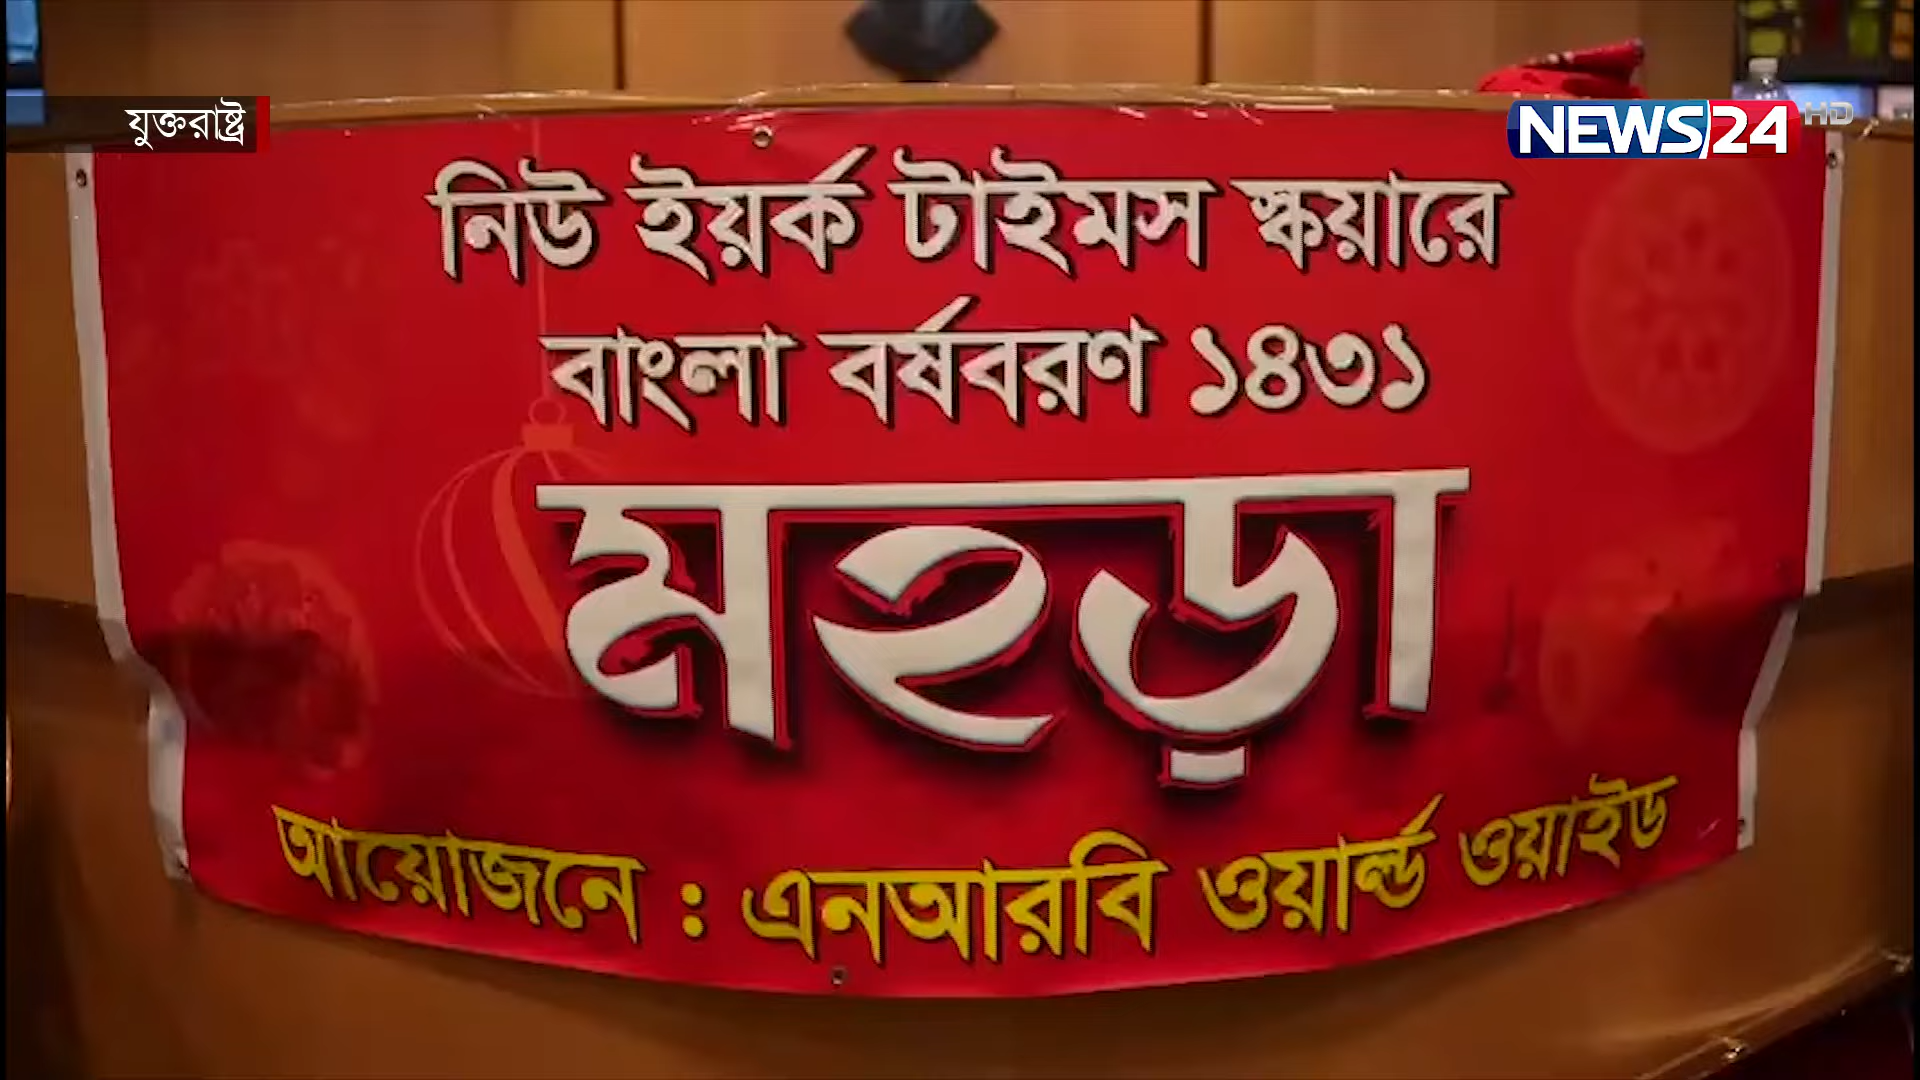 যুক্তরাষ্ট্র
NEWS24 HD
নিউ ইয়র্ক টাইমস স্কয়ারে
বাংলা বর্ষবরণ ১৪৩১
মহড়া
আয়োজনে : এনআরবি ওয়ার্ল্ড ওয়াইড